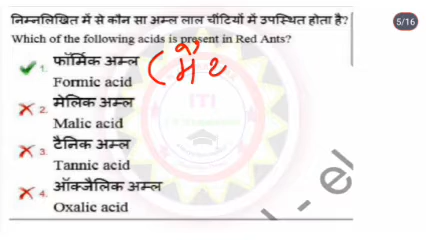 निम्नलिखित में से कौन सा अम्ल लाल चींटियों में उपस्थित होता है?
5/16
Which of the following acids is present in Red Ants?
1. फॉर्मिक अम्ल
Formic acid
2. मेलिक अम्ल
Malic acid
3. टैनिक अम्ल
Tannic acid
4. ऑक्जैलिक अम्ल
Oxalic acid
ITI